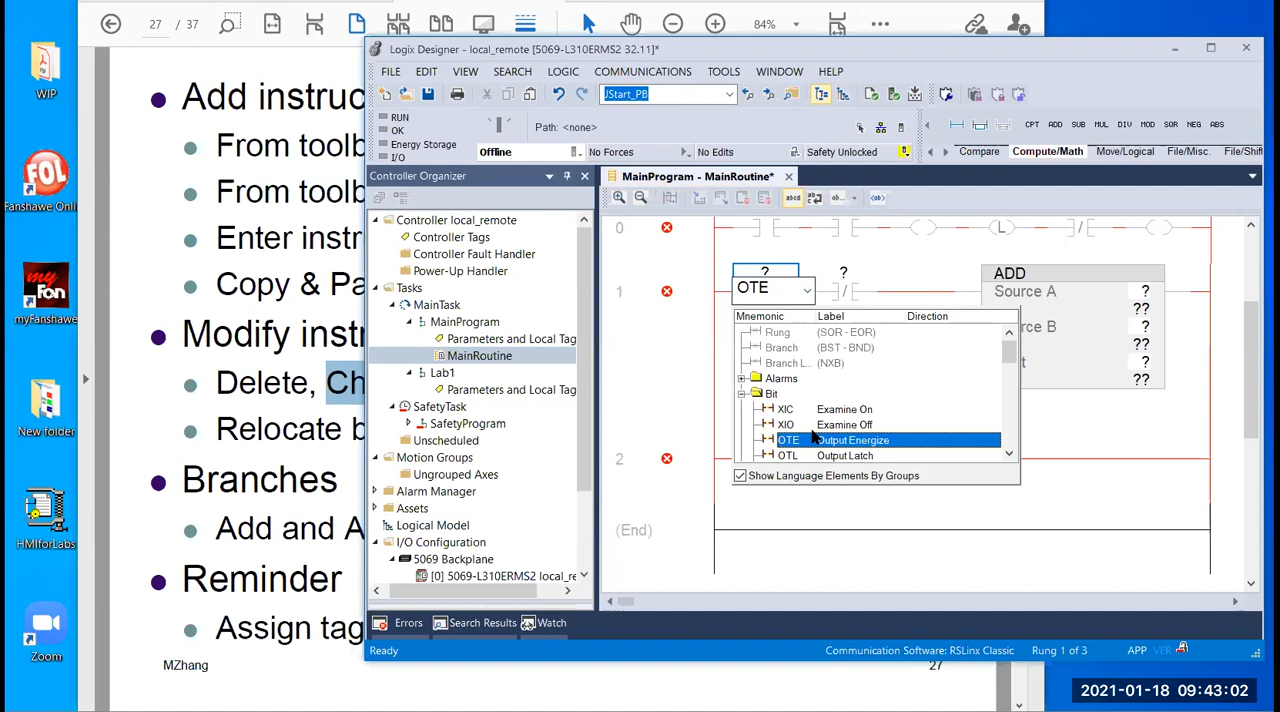 27 / 37
84%
WIP
FOL
Fanshawe Onli
my
Fon
myFanshawe
New folder
HMIforLabs
Zoom
Add instruc
From toolb
From toolb
Enter instr
Copy & Pa
Modify inst
Delete, Ch
Relocate b
Branches
Add and A
Reminder
Assign tag
MZhang
27
Logix Designer - local_remote [5069-L310ERMS2 32.11]*
FILE EDIT VIEW SEARCH LOGIC COMMUNICATIONS TOOLS WINDOW HELP
JStart_PB
RUN
OK
Energy Storage
I/O
Path: <none>
Offline
No Forces
No Edits
Safety Unlocked
CPT ADD SUB MUL DIV MOD SQR NEG ABS
Compare Compute/Math Move/Logical File/Misc. File/Shif
Controller Organizer
Controller local_remote
Controller Tags
Controller Fault Handler
Power-Up Handler
Tasks
MainTask
MainProgram
Parameters and Local Tag
MainRoutine
Lab1
Parameters and Local Tag
SafetyTask
SafetyProgram
Unscheduled
Motion Groups
Ungrouped Axes
Alarm Manager
Assets
Logical Model
I/O Configuration
5069 Backplane
[0] 5069-L310ERMS2 local_re
MainProgram - MainRoutine*
abcd
ab...
<ab>
0
L
/
1
?
OTE
?
/
ADD
Source A
?
??
ource B
?
??
t
?
??
Mnemonic Label Direction
Rung (SOR - EOR)
Branch (BST - BND)
Branch L... (NXB)
Alarms
Bit
XIC Examine On
XIO Examine Off
OTE Output Energize
OTL Output Latch
Show Language Elements By Groups
2
(End)
Errors Search Results Watch
Ready
Communication Software: RSLinx Classic
Rung 1 of 3
APP
VER
2021-01-18 09:43:02